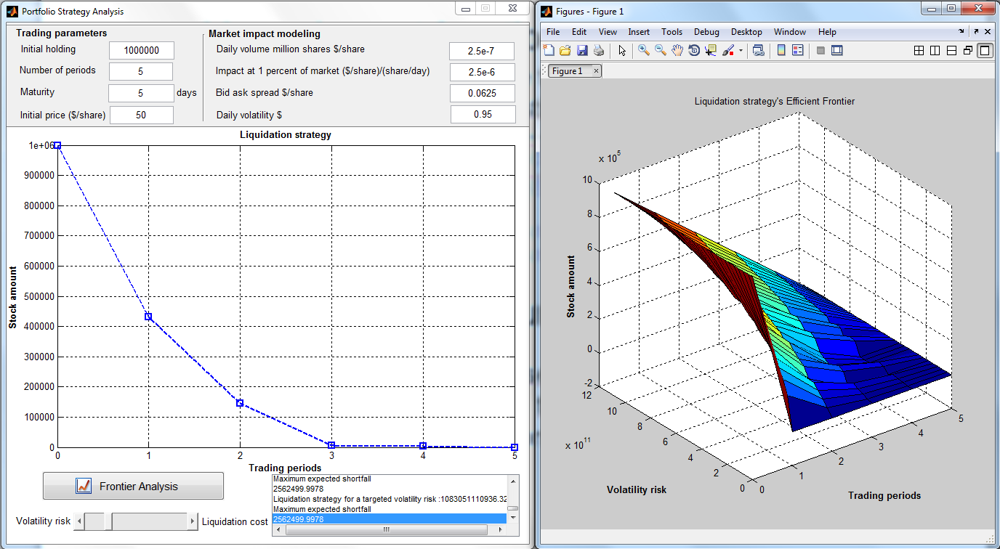 Portfolio Strategy Analysis
Trading parameters
Initial holding 1000000
Number of periods 5
Maturity 5 days
Initial price ($/share) 50
Market impact modeling
Daily volume million shares $/share 2.5e-7
Impact at 1 percent of market ($/share)/(share/day) 2.5e-6
Bid ask spread $/share 0.0625
Daily volatility $ 0.95
Liquidation strategy
1e+06
900000
800000
700000
600000
500000
400000
300000
200000
100000
0
Stock amount
0 1 2 3 4 5
Trading periods
Frontier Analysis
Volatility risk
Liquidation cost
Maximum expected shortfall
2562499.9978
Liquidation strategy for a targeted volatility risk :1083051110936.32
Maximum expected shortfall
2562499.9978
Figures - Figure 1
File Edit View Insert Tools Debug Desktop Window Help
Figure 1
Liquidation strategy's Efficient Frontier
x 10^5
10
8
6
4
2
0
-2
Stock amount
12
10
8
6
4
2
0
x 10^11
Volatility risk
0
1
2
3
4
5
Trading periods